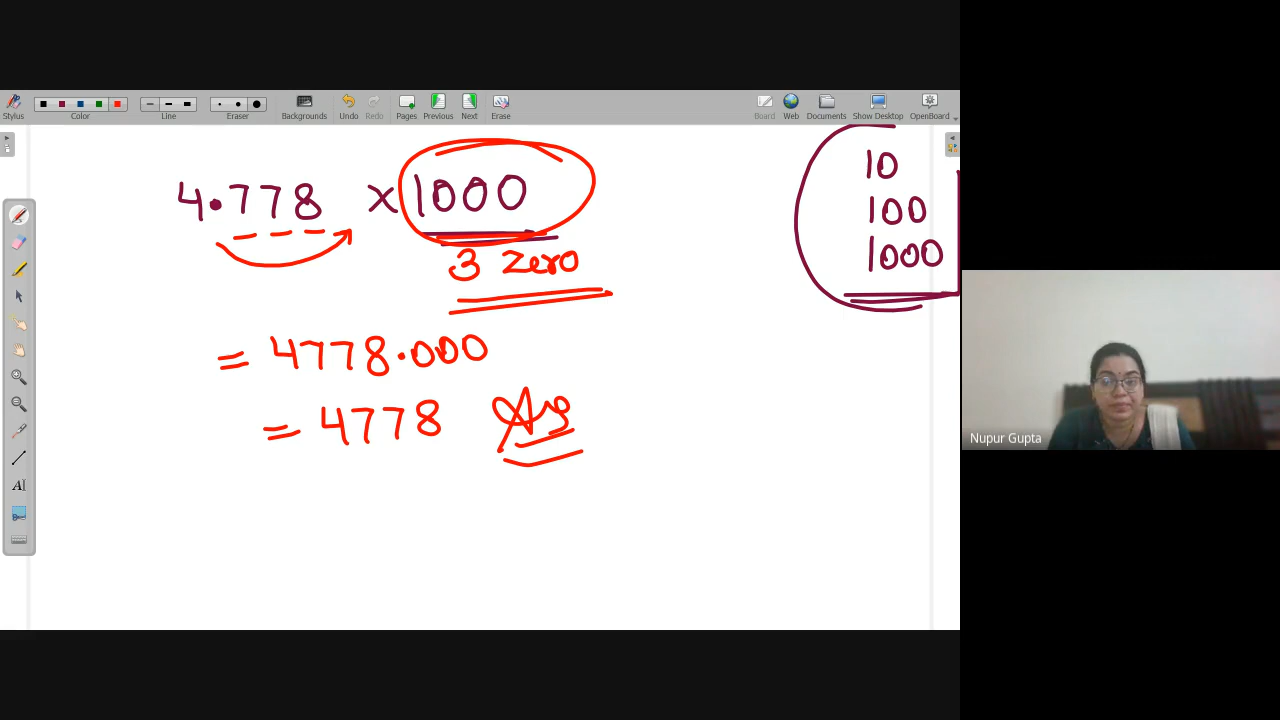 Stylus
Color
Line
Eraser
Backgrounds
Undo
Redo
Pages
Previous
Next
Erase
Board
Web
Documents
Show Desktop
OpenBoard
4.778 × 1000
3 Zero
= 4778.000
= 4778 Ans
10
100
1000
Nupur Gupta